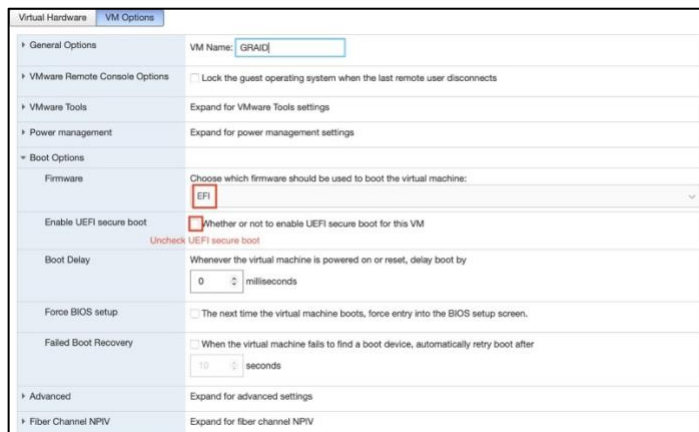 Virtual Hardware VM Options
General Options VM Name: GRAID
VMware Remote Console Options Lock the guest operating system when the last remote user disconnects
VMware Tools Expand for VMware Tools settings
Power management Expand for power management settings
Boot Options
Firmware Choose which firmware should be used to boot the virtual machine:
EFI
Enable UEFI secure boot Whether or not to enable UEFI secure boot for this VM
Uncheck UEFI secure boot
Boot Delay Whenever the virtual machine is powered on or reset, delay boot by
0 milliseconds
Force BIOS setup The next time the virtual machine boots, force entry into the BIOS setup screen.
Failed Boot Recovery When the virtual machine fails to find a boot device, automatically retry boot after
10 seconds
Advanced Expand for advanced settings
Fiber Channel NPIV Expand for fiber channel NPIV